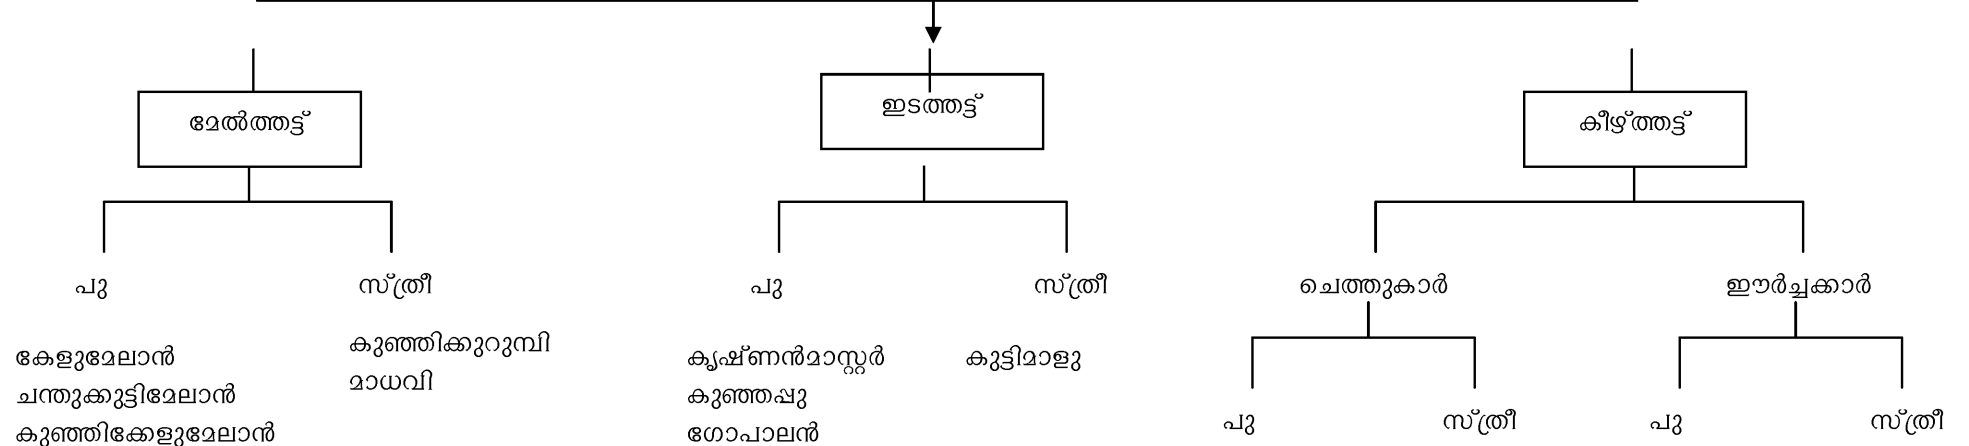 മേൽത്തട്ട്
ഇടത്തട്ട്
കീഴ്ത്തട്ട്
പു
സ്ത്രീ
പു
സ്ത്രീ
ചെത്തുകാർ
ഈർച്ചക്കാർ
കേളുമേലാൻ
ചന്തുക്കുട്ടിമേലാൻ
കുഞ്ഞിക്കേളുമേലാൻ
കുഞ്ഞിക്കുറുമ്പി
മാധവി
കൃഷ്ണൻമാസ്റ്റർ
കുഞ്ഞപ്പു
ഗോപാലൻ
കുട്ടിമാളു
പു
സ്ത്രീ
പു
സ്ത്രീ